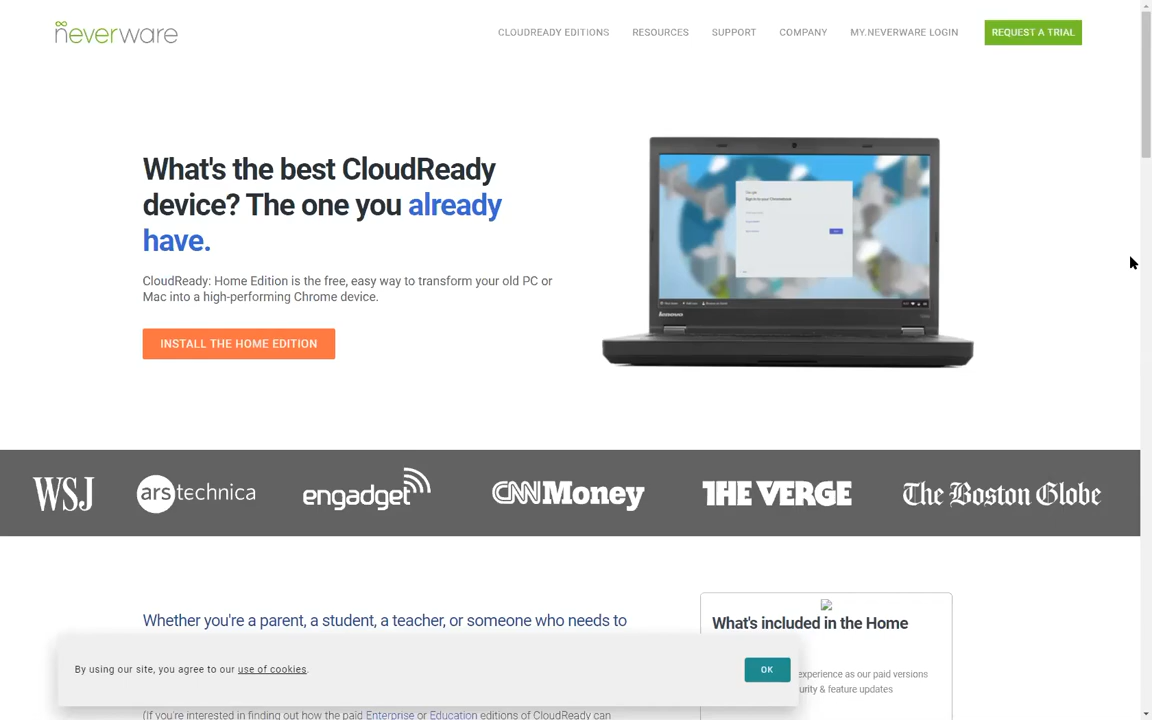 neverware
CLOUDREADY EDITIONS
RESOURCES
SUPPORT
COMPANY
MY.NEVERWARE LOGIN
REQUEST A TRIAL
What's the best CloudReady
device? The one you already
have.
CloudReady: Home Edition is the free, easy way to transform your old PC or
Mac into a high-performing Chrome device.
INSTALL THE HOME EDITION
lenovo
WSJ
ars technica
engadget
CNNMoney
THE VERGE
The Boston Globe
Whether you're a parent, a student, a teacher, or someone who needs to
What's included in the Home
experience as our paid versions
urity & feature updates
By using our site, you agree to our use of cookies.
OK
(If you're interested in finding out how the paid Enterprise or Education editions of CloudReady can